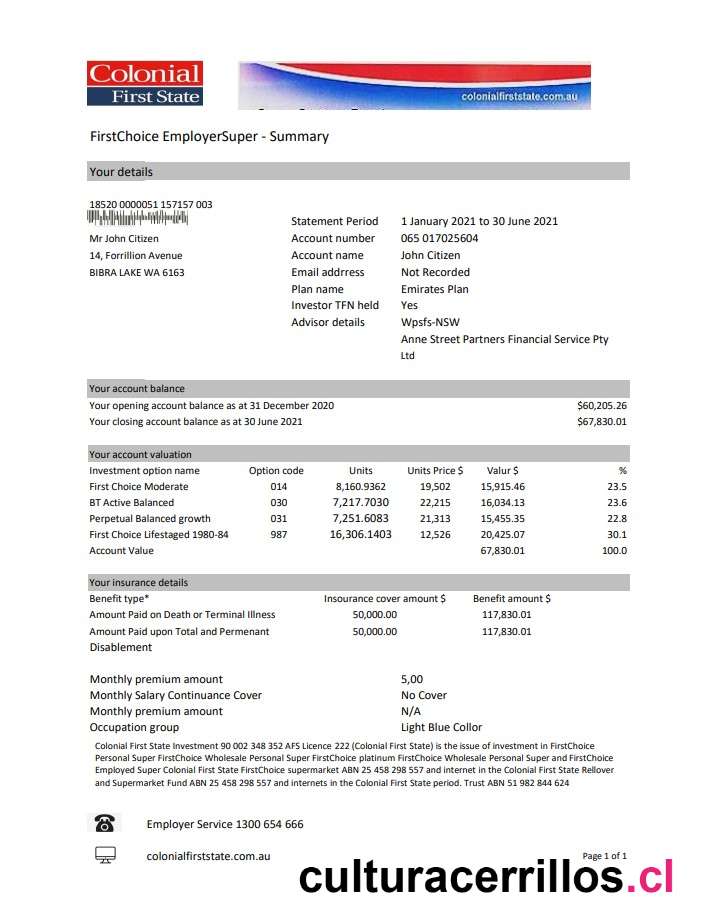 Colonial
First State
colonialfirststate.com.au
FirstChoice EmployerSuper - Summary
Your details
18520 0000051 157157 003
Mr John Citizen
14, Forrillion Avenue
BIBRA LAKE WA 6163
Statement Period 1 January 2021 to 30 June 2021
Account number 065 017025604
Account name John Citizen
Email addrress Not Recorded
Plan name Emirates Plan
Investor TFN held Yes
Advisor details Wpsfs-NSW
Anne Street Partners Financial Service Pty
Ltd
Your account balance
Your opening account balance as at 31 December 2020 $60,205.26
Your closing account balance as at 30 June 2021 $67,830.01
Your account valuation
Investment option name Option code Units Units Price $ Valur $ %
First Choice Moderate 014 8,160.9362 19,502 15,915.46 23.5
BT Active Balanced 030 7,217.7030 22,215 16,034.13 23.6
Perpetual Balanced growth 031 7,251.6083 21,313 15,455.35 22.8
First Choice Lifestaged 1980-84 987 16,306.1403 12,526 20,425.07 30.1
Account Value 67,830.01 100.0
Your insurance details
Benefit type* Insourance cover amount $ Benefit amount $
Amount Paid on Death or Terminal Illness 50,000.00 117,830.01
Amount Paid upon Total and Permenant 50,000.00 117,830.01
Disablement
Monthly premium amount 5,00
Monthly Salary Continuance Cover No Cover
Monthly premium amount N/A
Occupation group Light Blue Collor
Colonial First State Investment 90 002 348 352 AFS Licence 222 (Colonial First State) is the issue of investment in FirstChoice
Personal Super FirstChoice Wholesale Personal Super FirstChoice platinum FirstChoice Wholesale Personal Super and FirstChoice
Employed Super Colonial First State FirstChoice supermarket ABN 25 458 298 557 and internet in the Colonial First State Rellover
and Supermarket Fund ABN 25 458 298 557 and internets in the Colonial First State period. Trust ABN 51 982 844 624
Employer Service 1300 654 666
colonialfirststate.com.au
Page 1 of 1
culturacerrillos.cl